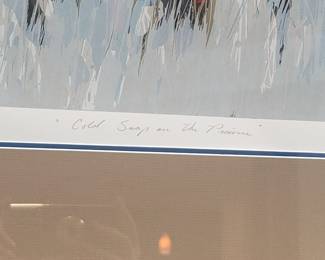 "Cold Snap on the Prairie"